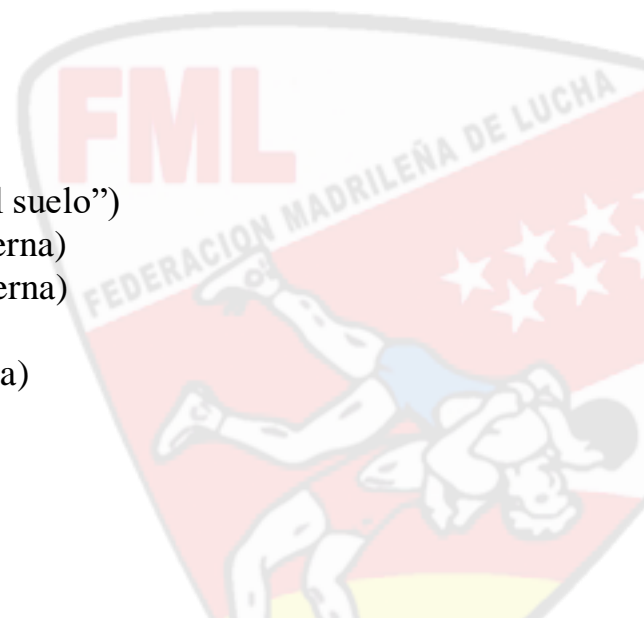 FML
FEDERACION MADRILEÑA DE LUCHA
l suelo”)
erna)
erna)
a)